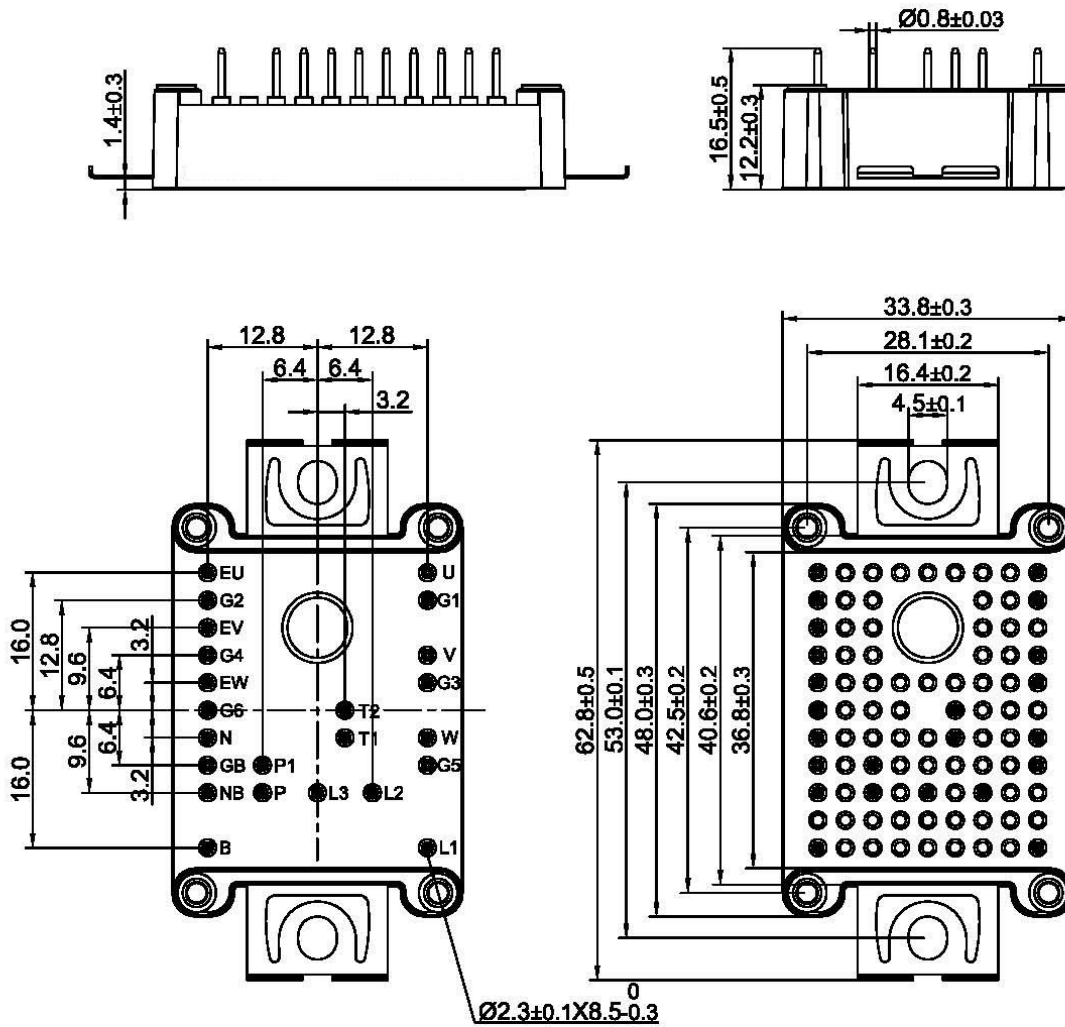 Ø0.8±0.03
1.4±0.3
16.5±0.5
12.2±0.3
12.8 12.8
6.4 6.4
3.2
33.8±0.3
28.1±0.2
16.4±0.2
4.5±0.1
16.0
12.8
9.6
6.4
3.2
16.0
9.6
6.4
3.2
EU U
G2 G1
EV
G4 V
EW G3
G6 T2
N T1 W
GB P1 G5
NB P L3 L2
B L1
62.8±0.5
53.0±0.1
48.0±0.3
42.5±0.2
40.6±0.2
36.8±0.3
0
Ø2.3±0.1X8.5-0.3